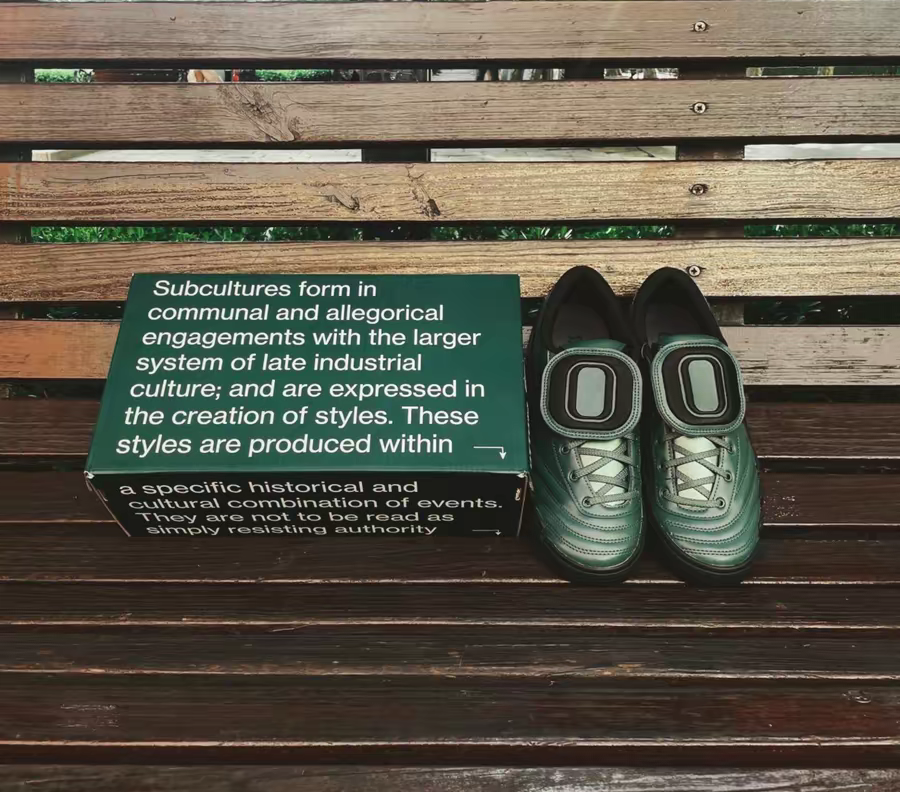 Subcultures form in
communal and allegorical
engagements with the larger
system of late industrial
culture; and are expressed in
the creation of styles. These
styles are produced within
a specific historical and
cultural combination of events.
They are not to be read as
simply resisting authority